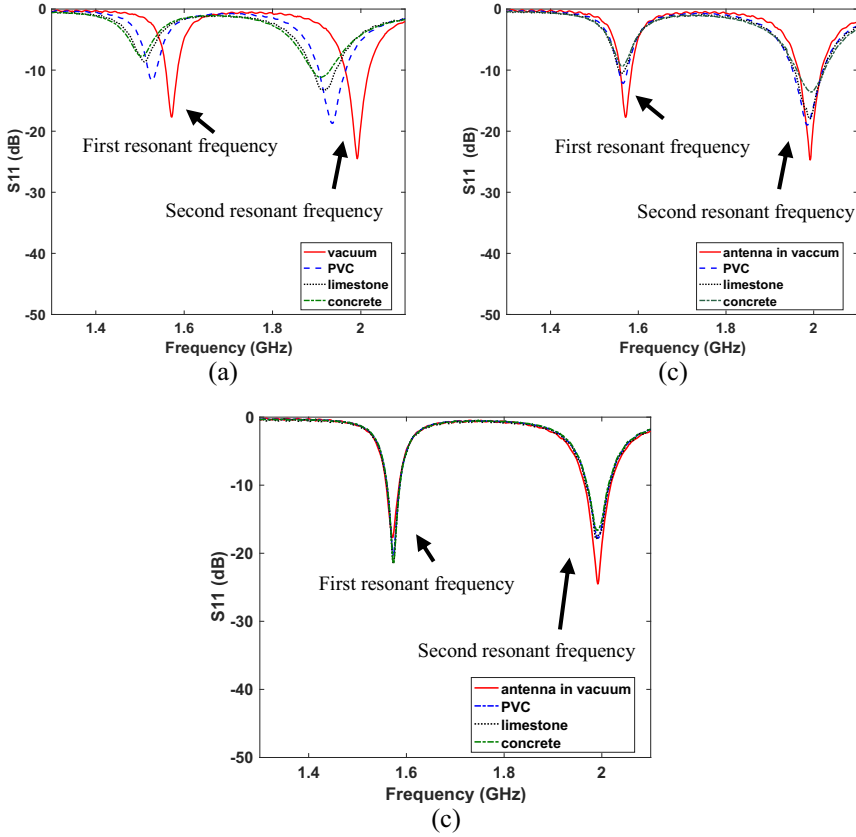 0
-10
-20
-30
-40
-50
S11 (dB)
First resonant frequency
Second resonant frequency
vacuum
PVC
limestone
concrete
1.4 1.6 1.8 2
Frequency (GHz)
(a)
0
-10
-20
-30
-40
-50
S11 (dB)
First resonant frequency
Second resonant frequency
antenna in vaccum
PVC
limestone
concrete
1.4 1.6 1.8 2
Frequency (GHz)
(c)
0
-10
-20
-30
-40
-50
S11 (dB)
First resonant frequency
Second resonant frequency
antenna in vacuum
PVC
limestone
concrete
1.4 1.6 1.8 2
Frequency (GHz)
(c)